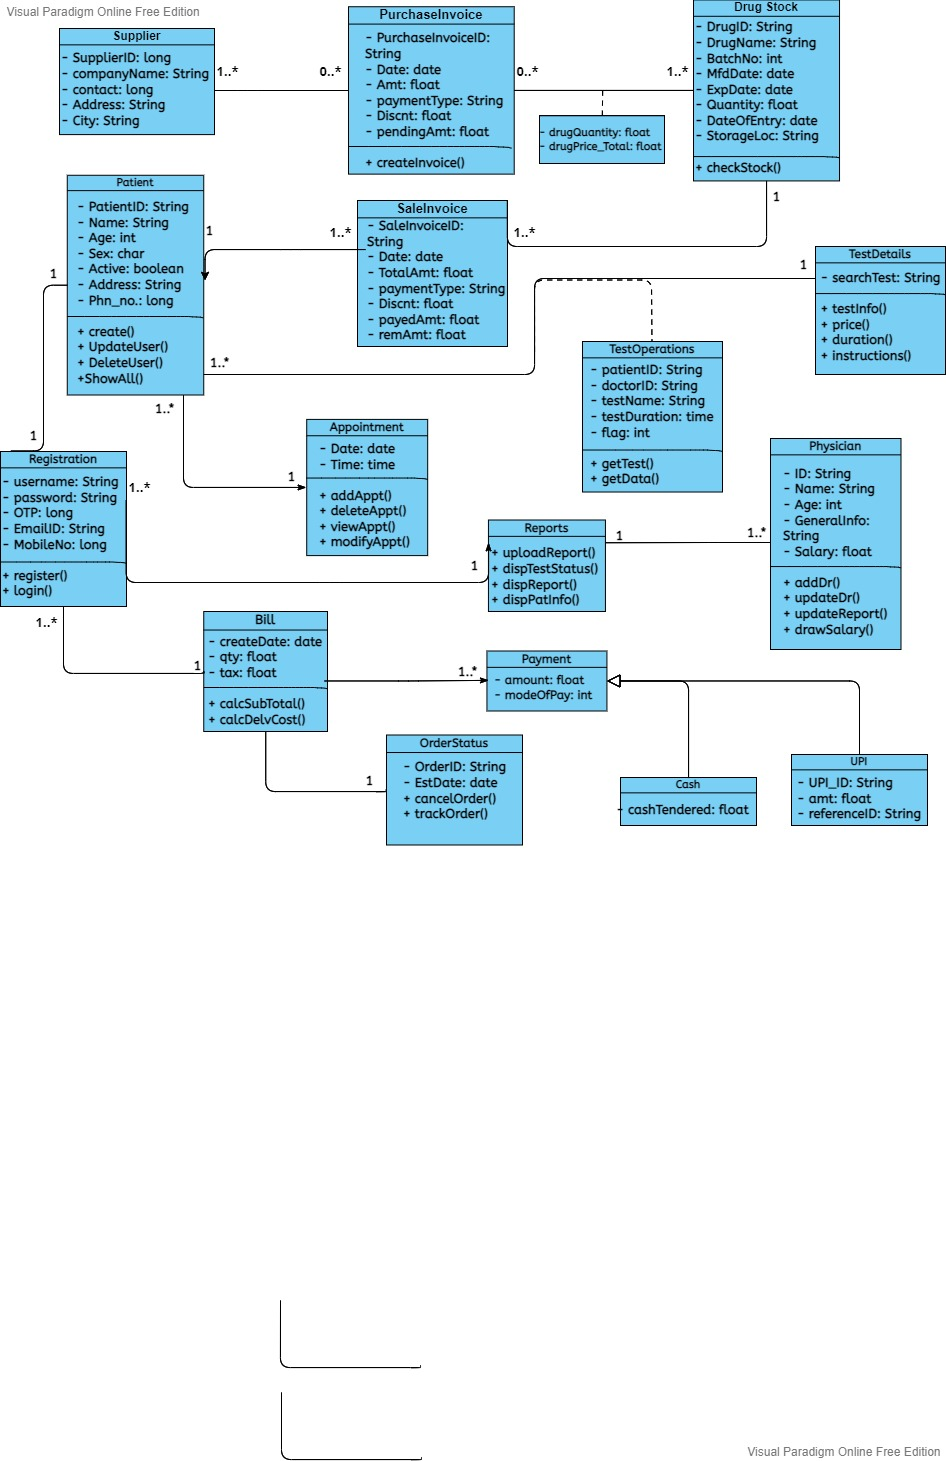 Visual Paradigm Online Free Edition
Supplier
- SupplierID: long
- companyName: String
- contact: long
- Address: String
- City: String
1..*
0..*
PurchaseInvoice
- PurchaseInvoiceID:
String
- Date: date
- Amt: float
- paymentType: String
- Discnt: float
- pendingAmt: float
+ createInvoice()
0..*
1..*
- drugQuantity: float
- drugPrice_Total: float
Drug Stock
- DrugID: String
- DrugName: String
- BatchNo: int
- MfdDate: date
- ExpDate: date
- Quantity: float
- DateOfEntry: date
- StorageLoc: String
+ checkStock()
1
Patient
- PatientID: String
- Name: String
- Age: int
- Sex: char
- Active: boolean
- Address: String
- Phn_no.: long
+ create()
+ UpdateUser()
+ DeleteUser()
+ShowAll()
1
1..*
SaleInvoice
- SaleInvoiceID:
String
- Date: date
- TotalAmt: float
- paymentType: String
- Discnt: float
- payedAmt: float
- remAmt: float
1..*
1
TestDetails
- searchTest: String
+ testInfo()
+ price()
+ duration()
+ instructions()
1
1..*
TestOperations
- patientID: String
- doctorID: String
- testName: String
- testDuration: time
- flag: int
+ getTest()
+ getData()
1..*
1
Appointment
- Date: date
- Time: time
+ addAppt()
+ deleteAppt()
+ viewAppt()
+ modifyAppt()
1
Registration
- username: String
- password: String
- OTP: long
- EmailID: String
- MobileNo: long
+ register()
+ login()
1..*
1
Reports
+ uploadReport()
+ dispTestStatus()
+ dispReport()
+ dispPatInfo()
1
1..*
Physician
- ID: String
- Name: String
- Age: int
- GeneralInfo:
String
- Salary: float
+ addDr()
+ updateDr()
+ updateReport()
+ drawSalary()
1..*
1
Bill
- createDate: date
- qty: float
- tax: float
+ calcSubTotal()
+ calcDelvCost()
1..*
Payment
- amount: float
- modeOfPay: int
1
OrderStatus
- OrderID: String
- EstDate: date
+ cancelOrder()
+ trackOrder()
Cash
- cashTendered: float
UPI
- UPI_ID: String
- amt: float
- referenceID: String
Visual Paradigm Online Free Edition